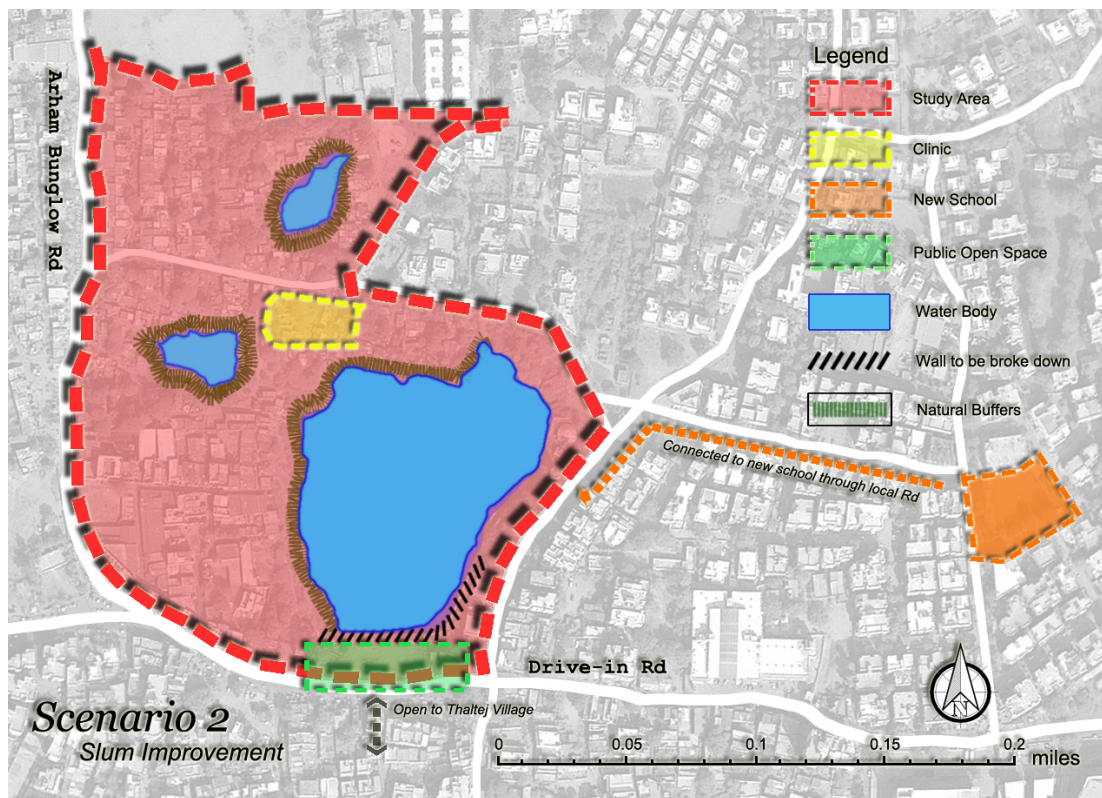 Legend
Study Area
Clinic
New School
Public Open Space
Water Body
Wall to be broke down
Natural Buffers
Arham Bunglow Rd
Connected to new school through local Rd
Drive-in Rd
Open to Thaltej Village
Scenario 2
Slum Improvement
N
0 0.05 0.1 0.15 0.2
miles